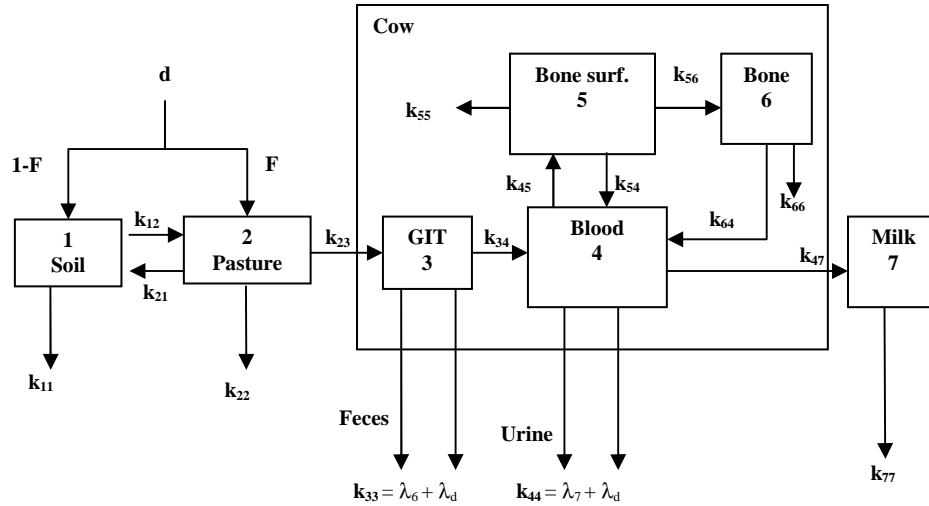 Cow
d
Bone surf.
5
k56
Bone
6
k55
1-F
F
k45
k54
k66
k64
k12
1
Soil
2
Pasture
k21
k23
GIT
3
k34
Blood
4
k47
Milk
7
k11
k22
Feces
Urine
k33 = λ6 + λd
k44 = λ7 + λd
k77